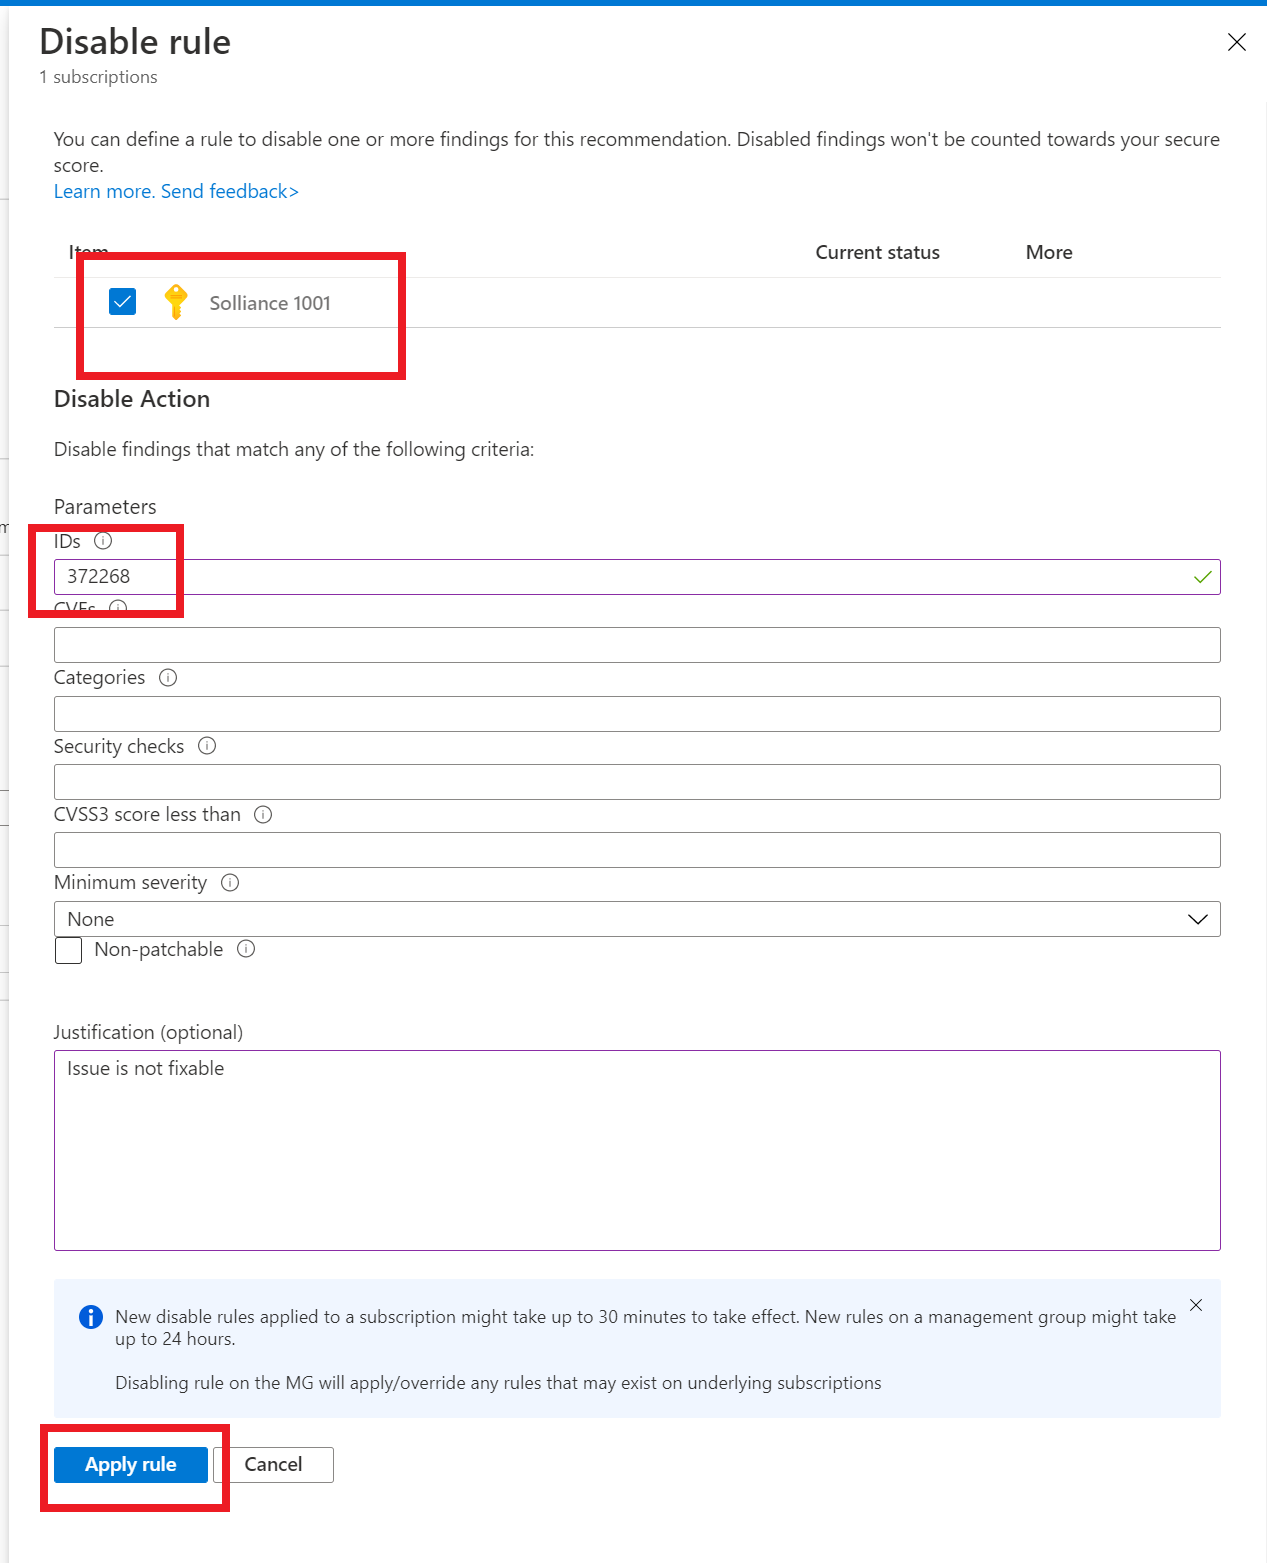 Disable rule
1 subscriptions
You can define a rule to disable one or more findings for this recommendation. Disabled findings won't be counted towards your secure
score.
Learn more. Send feedback>
Item Current status More
Solliance 1001
Disable Action
Disable findings that match any of the following criteria:
Parameters
IDs
372268
CVEs
Categories
Security checks
CVSS3 score less than
Minimum severity
None
Non-patchable
Justification (optional)
Issue is not fixable
New disable rules applied to a subscription might take up to 30 minutes to take effect. New rules on a management group might take
up to 24 hours.
Disabling rule on the MG will apply/override any rules that may exist on underlying subscriptions
Apply rule Cancel